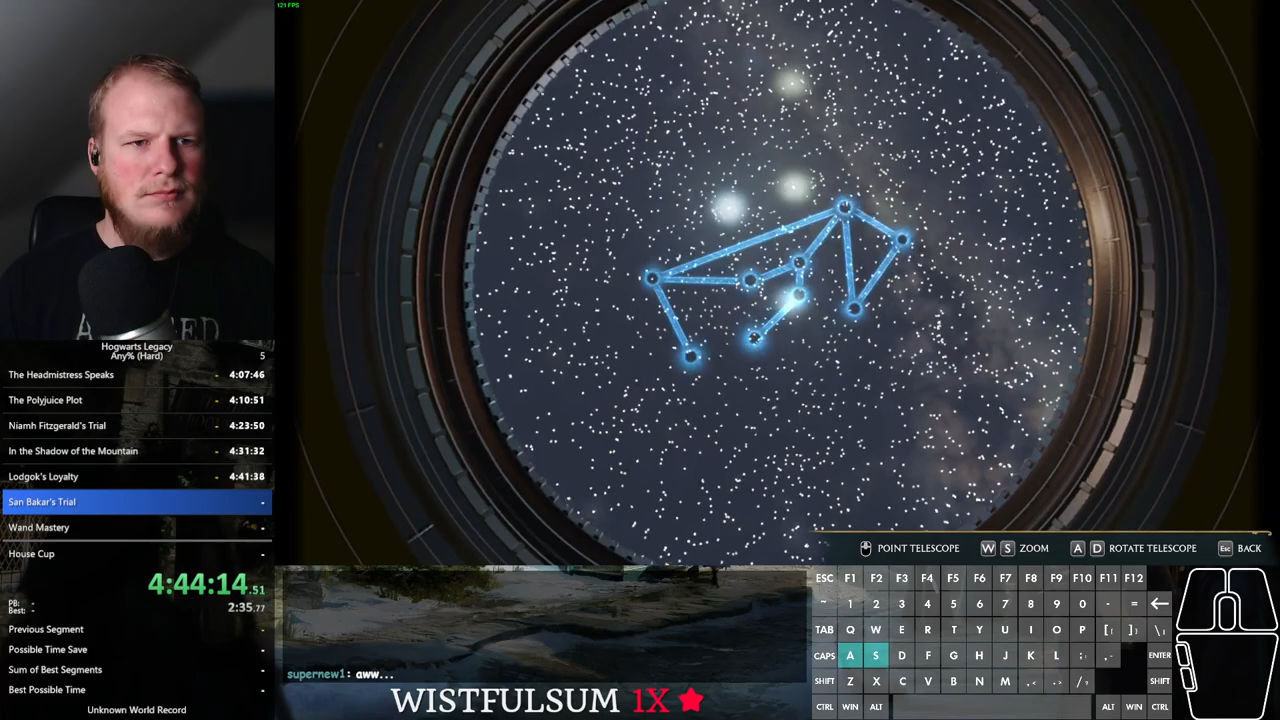 121 FPS
Hogwarts Legacy
Any% (Hard) 5
The Headmistress Speaks - 4:07:46
The Polyjuice Plot - 4:10:51
Niamh Fitzgerald's Trial - 4:23:50
In the Shadow of the Mountain - 4:31:32
Lodgok's Loyalty - 4:41:38
San Bakar's Trial -
Wand Mastery -
House Cup -
4:44:14.51
PB: -
Best: - 2:35.77
Previous Segment -
Possible Time Save -
Sum of Best Segments -
Best Possible Time -
Unknown World Record
W S ZOOM
POINT TELESCOPE
A D ROTATE TELESCOPE
Esc BACK
supernew1: aww...
WISTFULSUM 1X
ESC F1 F2 F3 F4 F5 F6 F7 F8 F9 F10 F11 F12
~ 1 2 3 4 5 6 7 8 9 0 - =
TAB Q W E R T Y U I O P [ { ] } \ |
CAPS A S D F G H J K L ; : ENTER
SHIFT Z X C V B N M , < . > / ? SHIFT
CTRL WIN ALT ALT WIN CTRL